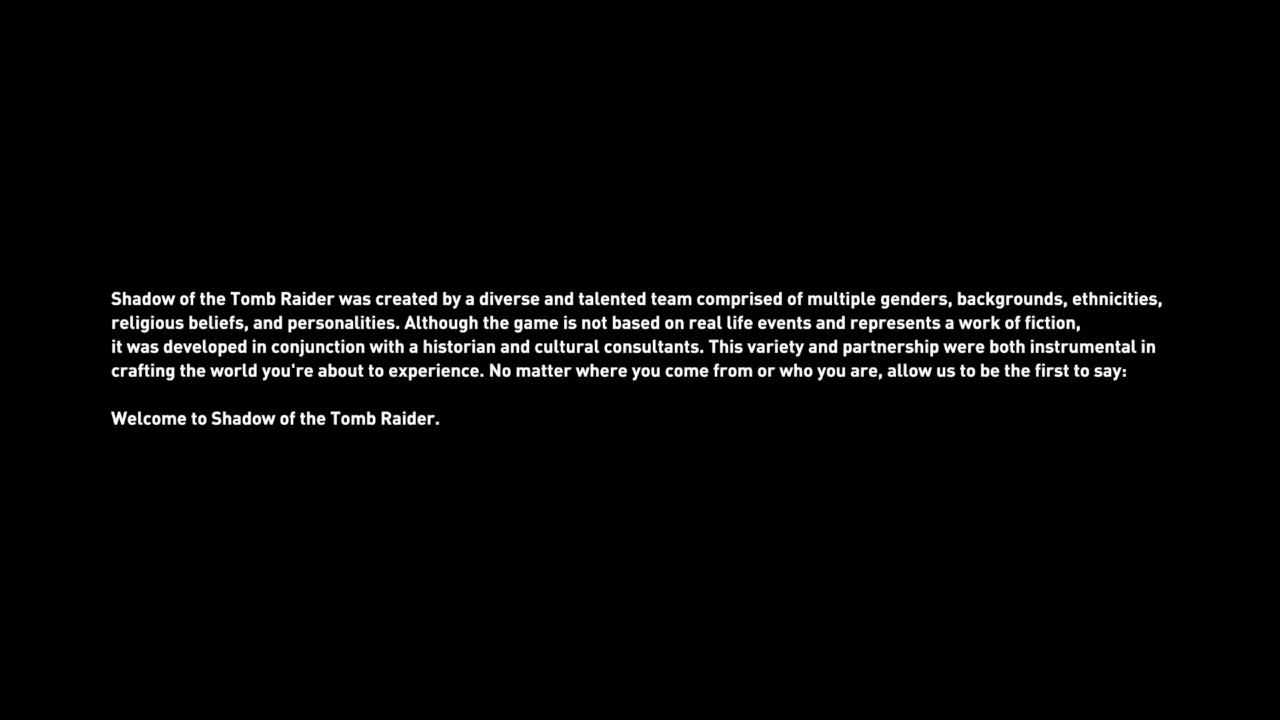 Shadow of the Tomb Raider was created by a diverse and talented team comprised of multiple genders, backgrounds, ethnicities,
religious beliefs, and personalities. Although the game is not based on real life events and represents a work of fiction,
it was developed in conjunction with a historian and cultural consultants. This variety and partnership were both instrumental in
crafting the world you're about to experience. No matter where you come from or who you are, allow us to be the first to say:
Welcome to Shadow of the Tomb Raider.